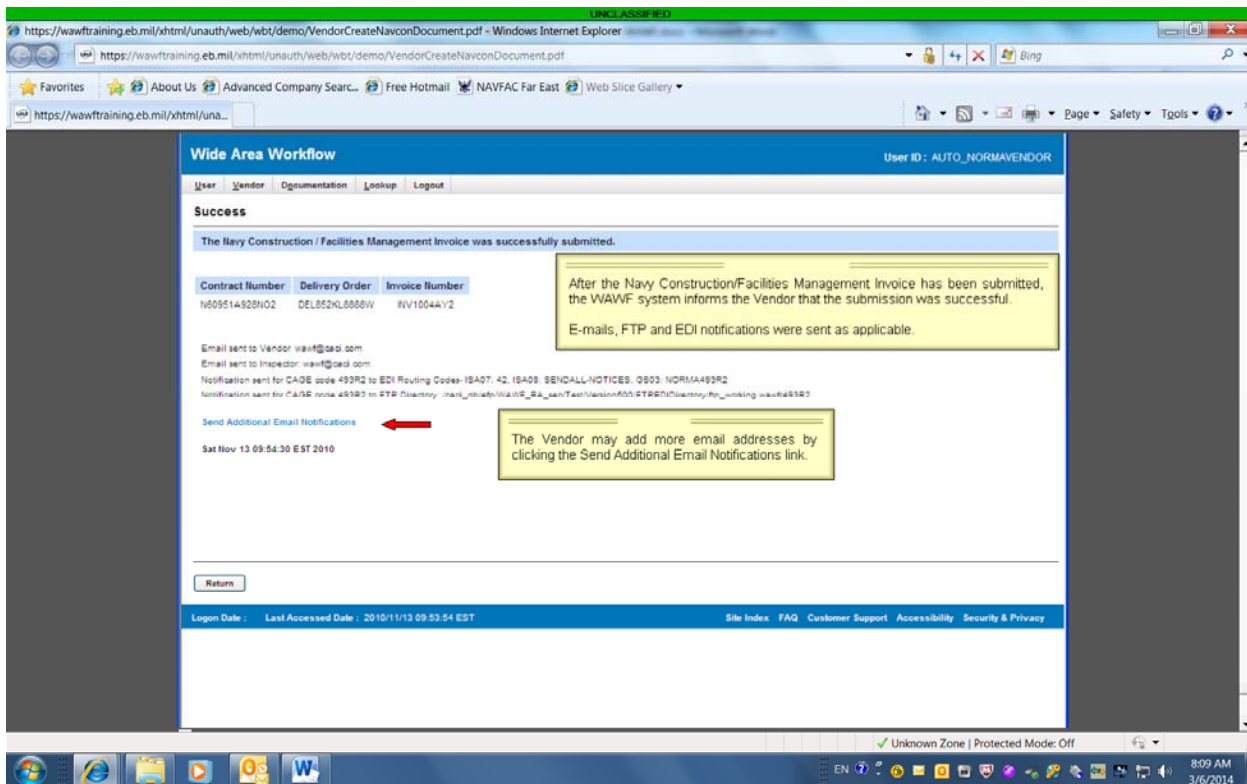 UNCLASSIFIED
https://wawftraining.eb.mil/xhtml/unauth/web/wbt/demo/VendorCreateNavconDocument.pdf - Windows Internet Explorer
https://wawftraining.eb.mil/xhtml/unauth/web/wbt/demo/VendorCreateNavconDocument.pdf
Bing
Favorites About Us Advanced Company Searc... Free Hotmail NAVFAC Far East Web Slice Gallery
https://wawftraining.eb.mil/xhtml/una...
Page Safety Tools
Wide Area Workflow
User ID : AUTO_NORMAVENDOR
User Vendor Documentation Lookup Logout
Success
The Navy Construction / Facilities Management Invoice was successfully submitted.
After the Navy Construction/Facilities Management Invoice has been submitted,
the WAWF system informs the Vendor that the submission was successful.
E-mails, FTP and EDI notifications were sent as applicable.
Contract Number Delivery Order Invoice Number
N60951A928NO2 DEL852KL8888W INV1004AY2
Email sent to Vendor: wawf@caci.com
Email sent to Inspector: wawf@caci.com
Notification sent for CAGE code 493R2 to EDI Routing Codes- ISA07, 42, ISA08, SENDALL-NOTICES, GS03, NORMA493R2
Notification sent for CAGE code 493R2 to FTP Directory
Send Additional Email Notifications
The Vendor may add more email addresses by
clicking the Send Additional Email Notifications link.
Sat Nov 13 09:54:30 EST 2010
Return
Logon Date : Last Accessed Date : 2010/11/13 09:53:54 EST
Site Index FAQ Customer Support Accessibility Security & Privacy
Unknown Zone | Protected Mode: Off
EN
8:09 AM
3/6/2014